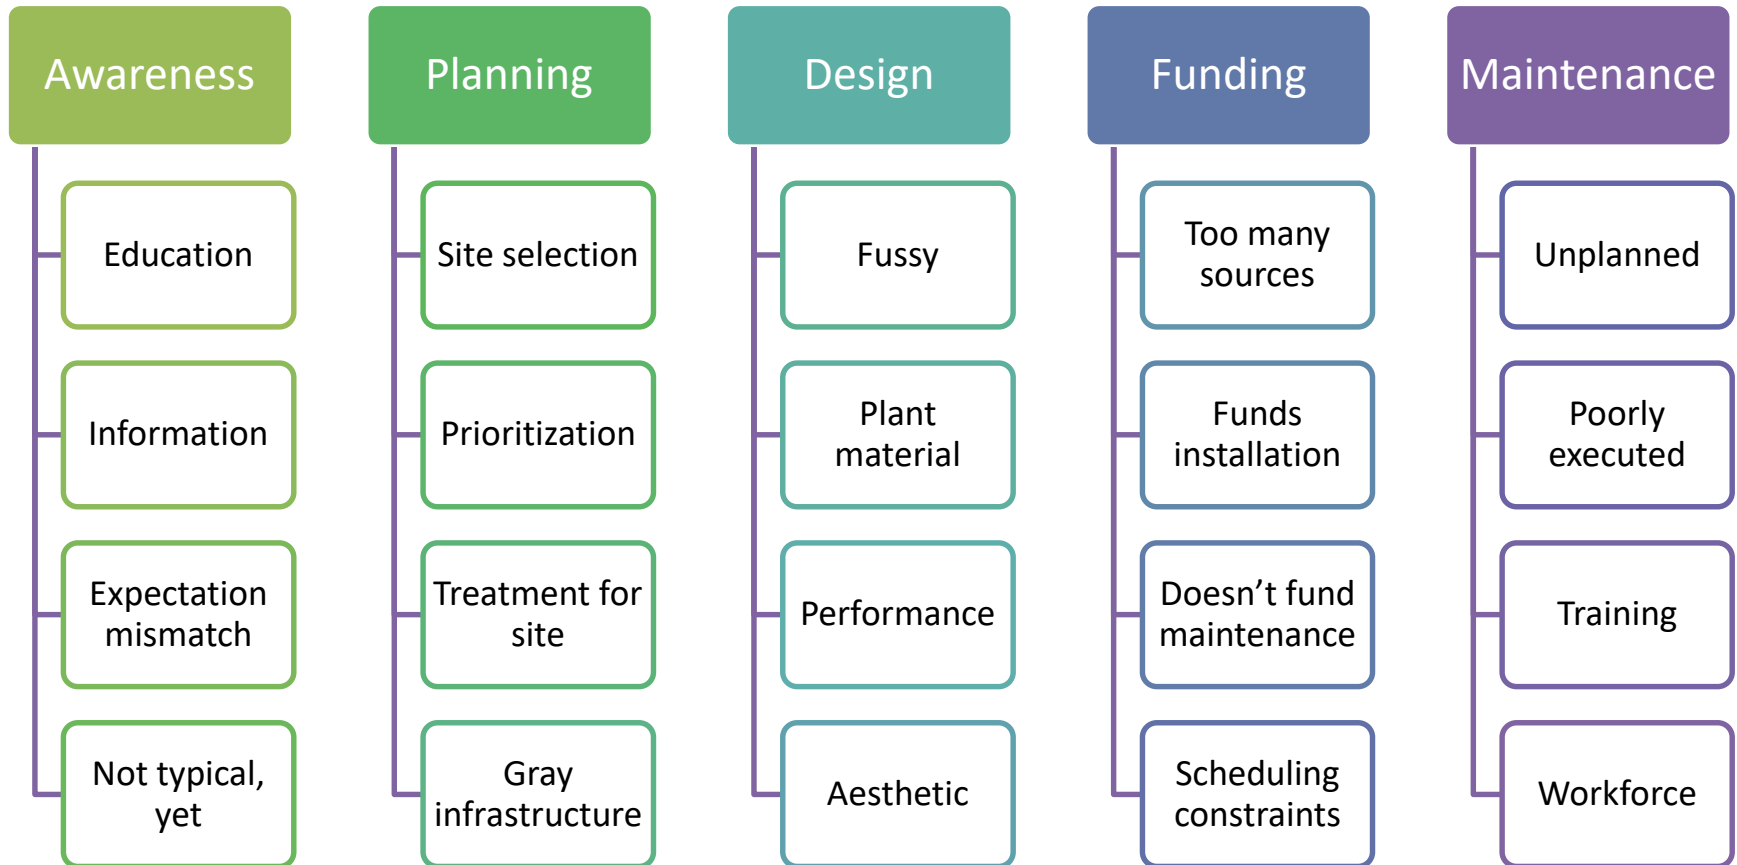 Awareness
Education
Information
Expectation
mismatch
Not typical,
yet
Planning
Site selection
Prioritization
Treatment for
site
Gray
infrastructure
Design
Fussy
Plant
material
Performance
Aesthetic
Funding
Too many
sources
Funds
installation
Doesn’t fund
maintenance
Scheduling
constraints
Maintenance
Unplanned
Poorly
executed
Training
Workforce